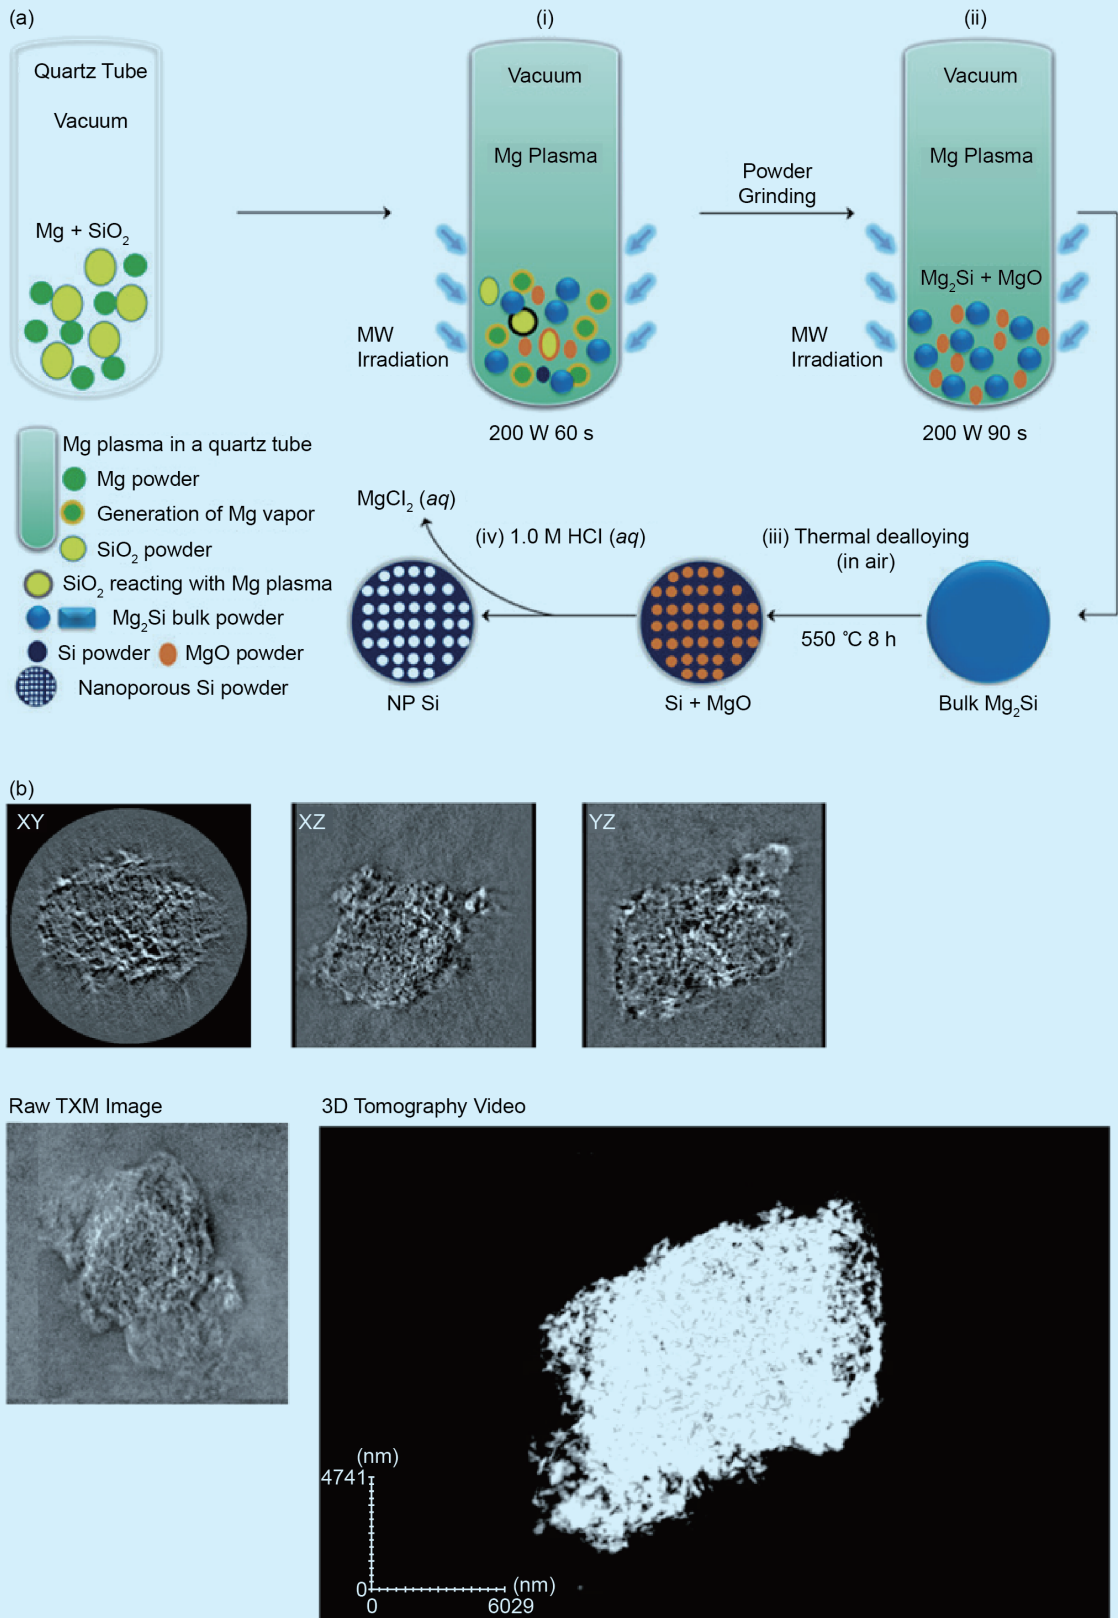 (a)
(i)
(ii)
Quartz Tube
Vacuum
Mg + SiO₂
Vacuum
Mg Plasma
MW
Irradiation
200 W 60 s
Powder
Grinding
Vacuum
Mg Plasma
Mg₂Si + MgO
MW
Irradiation
200 W 90 s
Mg plasma in a quartz tube
Mg powder
Generation of Mg vapor
SiO₂ powder
SiO₂ reacting with Mg plasma
Mg₂Si bulk powder
Si powder
MgO powder
Nanoporous Si powder
MgCl₂ (aq)
(iv) 1.0 M HCl (aq)
(iii) Thermal dealloying
(in air)
550 ˚C 8 h
NP Si
Si + MgO
Bulk Mg₂Si
(b)
XY
XZ
YZ
Raw TXM Image
3D Tomography Video
(nm)
4741
0
(nm)
0
6029